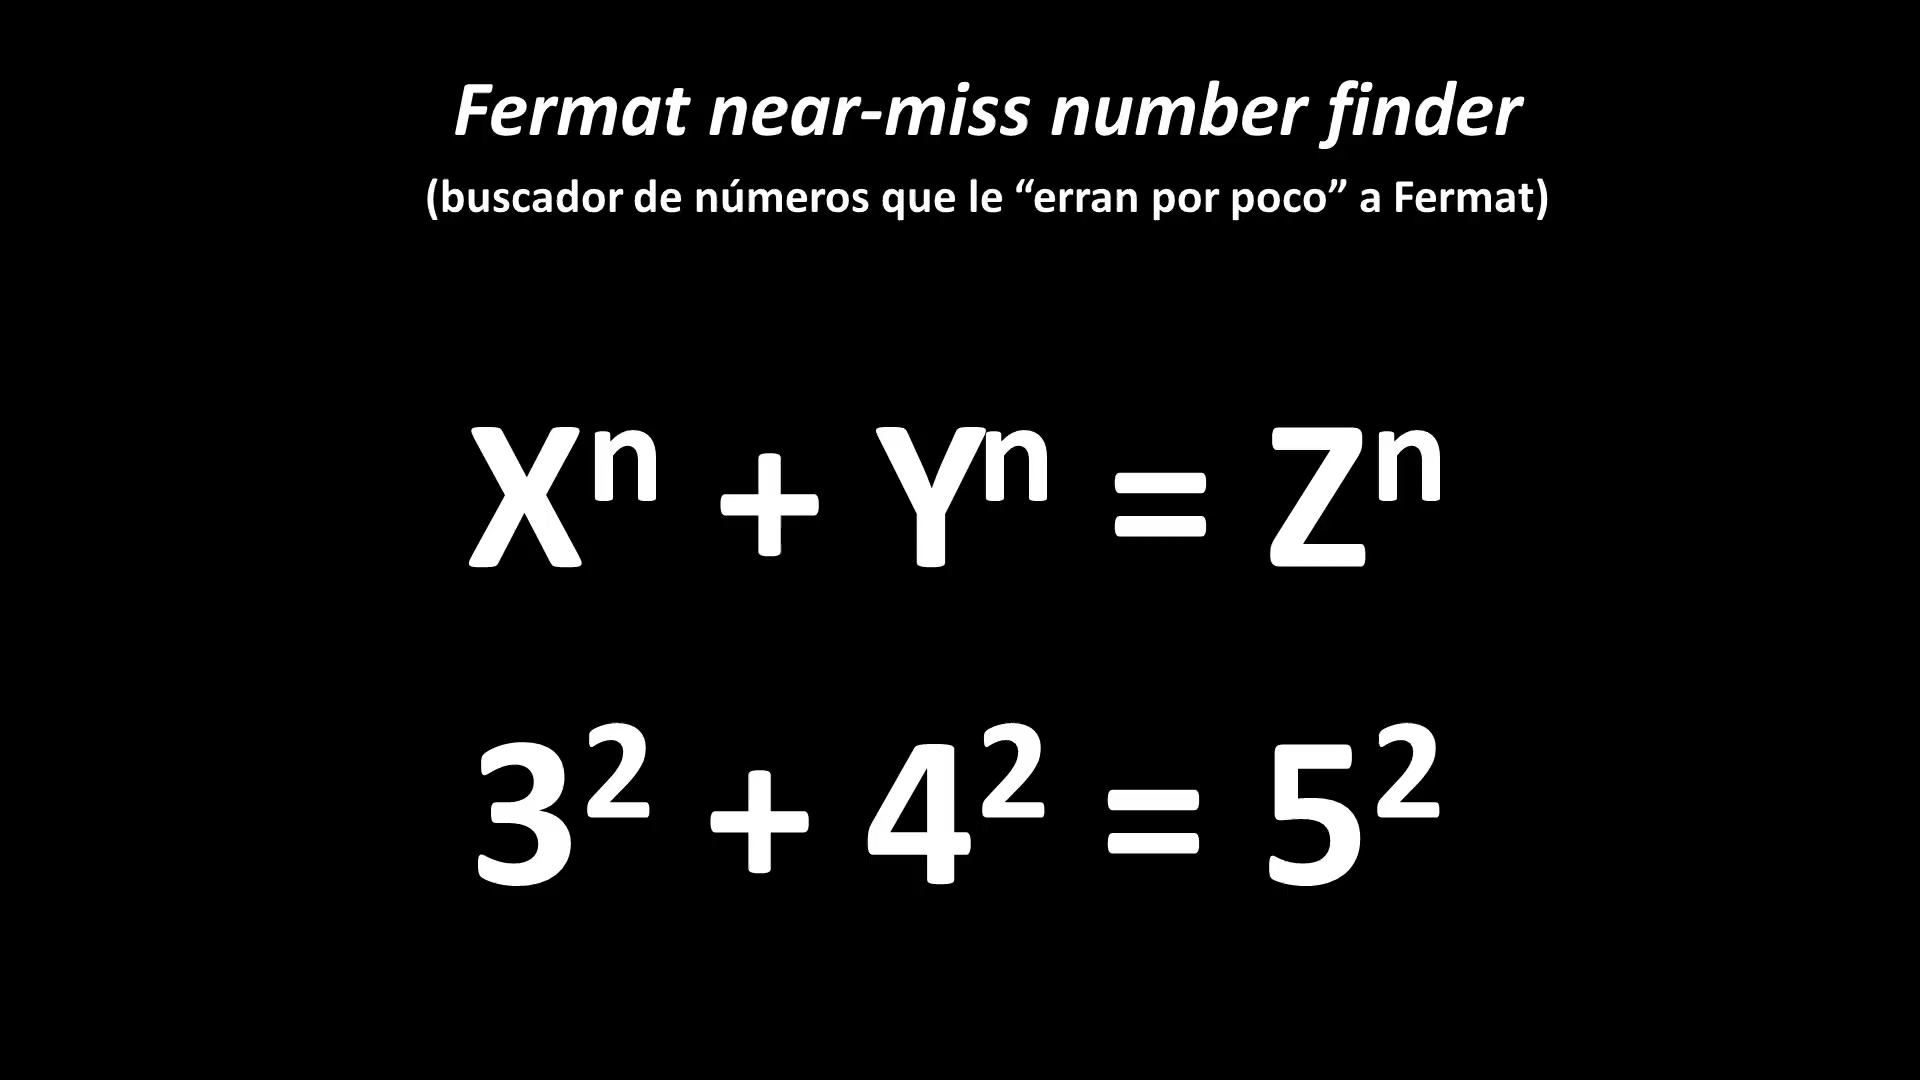 Fermat near-miss number finder
(buscador de números que le “erran por poco” a Fermat)
Xⁿ + Yⁿ = Zⁿ
3² + 4² = 5²